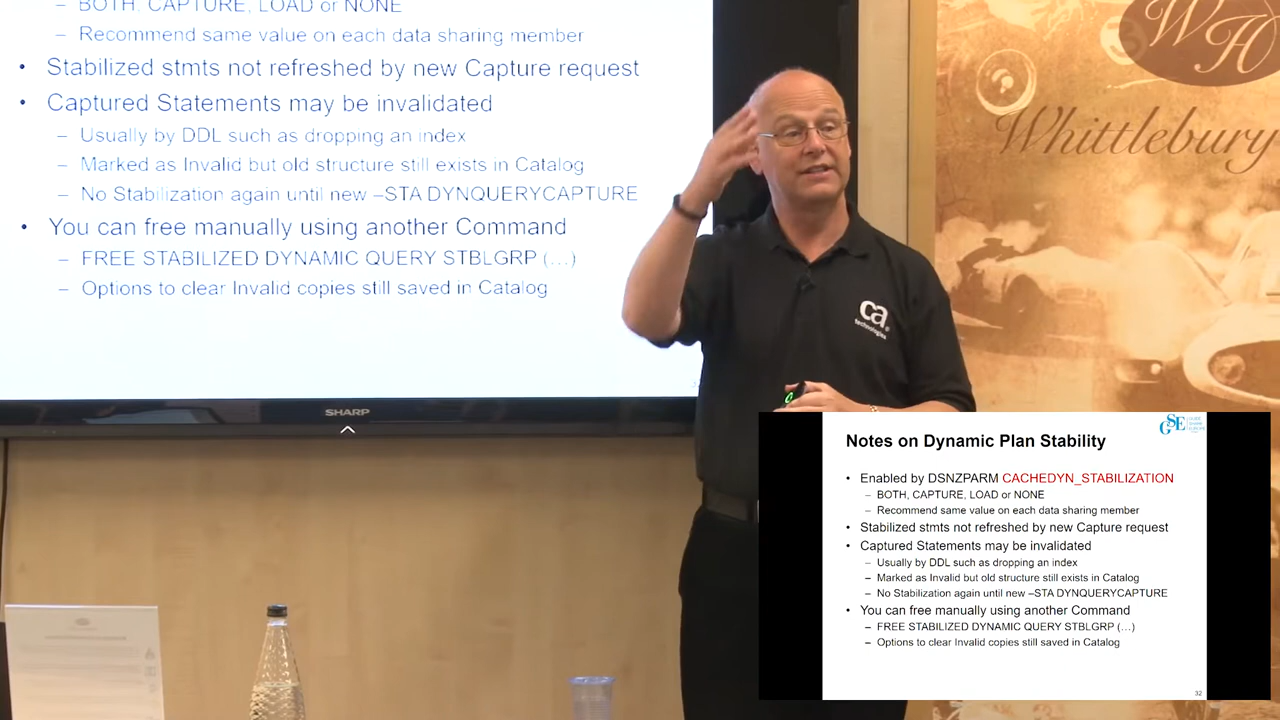 – BOTH, CAPTURE, LOAD or NONE
– Recommend same value on each data sharing member
• Stabilized stmts not refreshed by new Capture request
• Captured Statements may be invalidated
– Usually by DDL such as dropping an index
– Marked as Invalid but old structure still exists in Catalog
– No Stabilization again until new –STA DYNQUERYCAPTURE
• You can free manually using another Command
– FREE STABILIZED DYNAMIC QUERY STBLGRP (...)
– Options to clear Invalid copies still saved in Catalog
SHARP
WH
Whittlebury
ca
technologies
GSE
Notes on Dynamic Plan Stability
• Enabled by DSNZPARM CACHEDYN_STABILIZATION
– BOTH, CAPTURE, LOAD or NONE
– Recommend same value on each data sharing member
• Stabilized stmts not refreshed by new Capture request
• Captured Statements may be invalidated
– Usually by DDL such as dropping an index
– Marked as Invalid but old structure still exists in Catalog
– No Stabilization again until new –STA DYNQUERYCAPTURE
• You can free manually using another Command
– FREE STABILIZED DYNAMIC QUERY STBLGRP (...)
– Options to clear Invalid copies still saved in Catalog
32